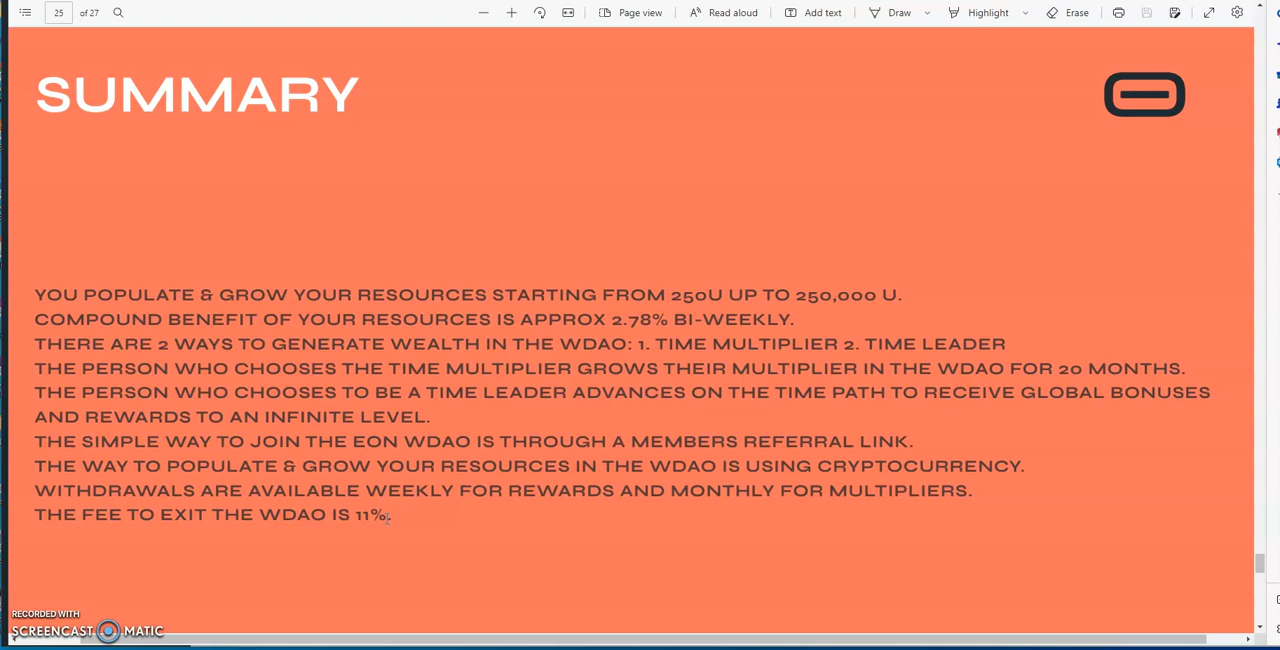 25 of 27 Page view Read aloud Add text Draw Highlight Erase
SUMMARY
YOU POPULATE & GROW YOUR RESOURCES STARTING FROM 250U UP TO 250,000 U.
COMPOUND BENEFIT OF YOUR RESOURCES IS APPROX 2.78% BI-WEEKLY.
THERE ARE 2 WAYS TO GENERATE WEALTH IN THE WDAO: 1. TIME MULTIPLIER 2. TIME LEADER
THE PERSON WHO CHOOSES THE TIME MULTIPLIER GROWS THEIR MULTIPLIER IN THE WDAO FOR 20 MONTHS.
THE PERSON WHO CHOOSES TO BE A TIME LEADER ADVANCES ON THE TIME PATH TO RECEIVE GLOBAL BONUSES
AND REWARDS TO AN INFINITE LEVEL.
THE SIMPLE WAY TO JOIN THE EON WDAO IS THROUGH A MEMBERS REFERRAL LINK.
THE WAY TO POPULATE & GROW YOUR RESOURCES IN THE WDAO IS USING CRYPTOCURRENCY.
WITHDRAWALS ARE AVAILABLE WEEKLY FOR REWARDS AND MONTHLY FOR MULTIPLIERS.
THE FEE TO EXIT THE WDAO IS 11%.
RECORDED WITH
SCREENCAST MATIC